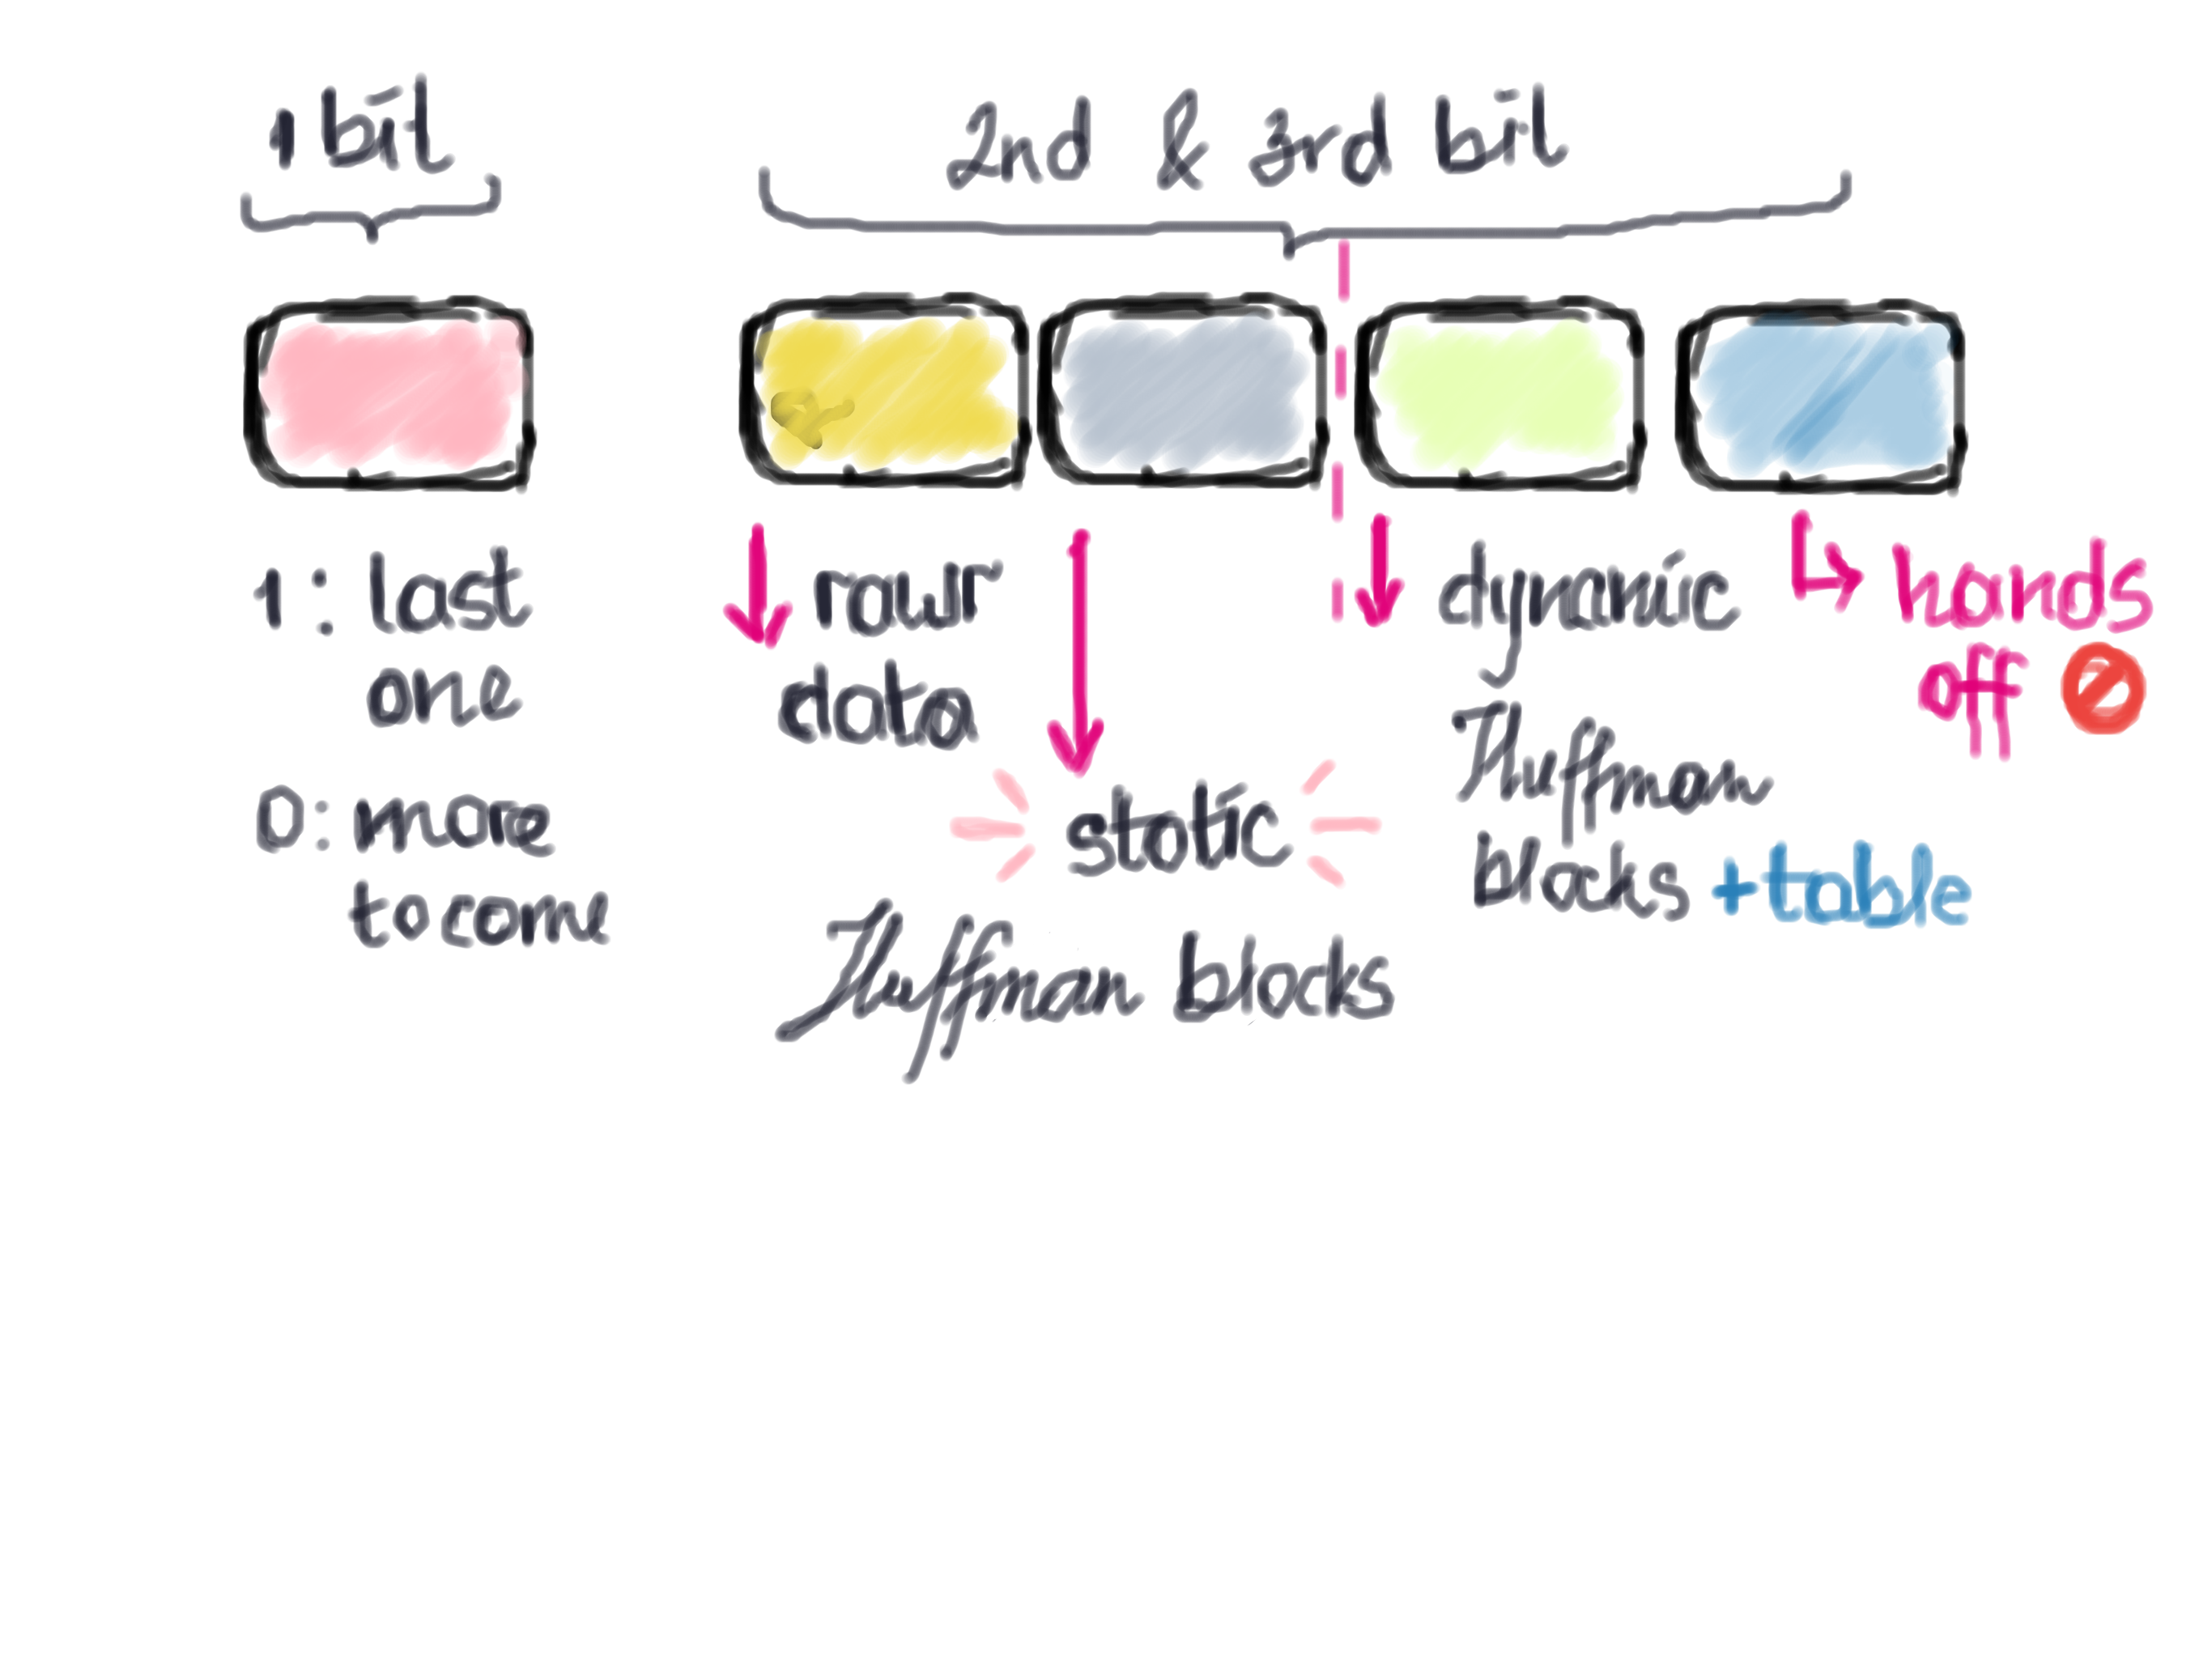 1 bit
2nd & 3rd bit
1: last
one
0: more
to come
raw
data
static
Huffman blocks
dynamic
Huffman
blocks + table
hands
off